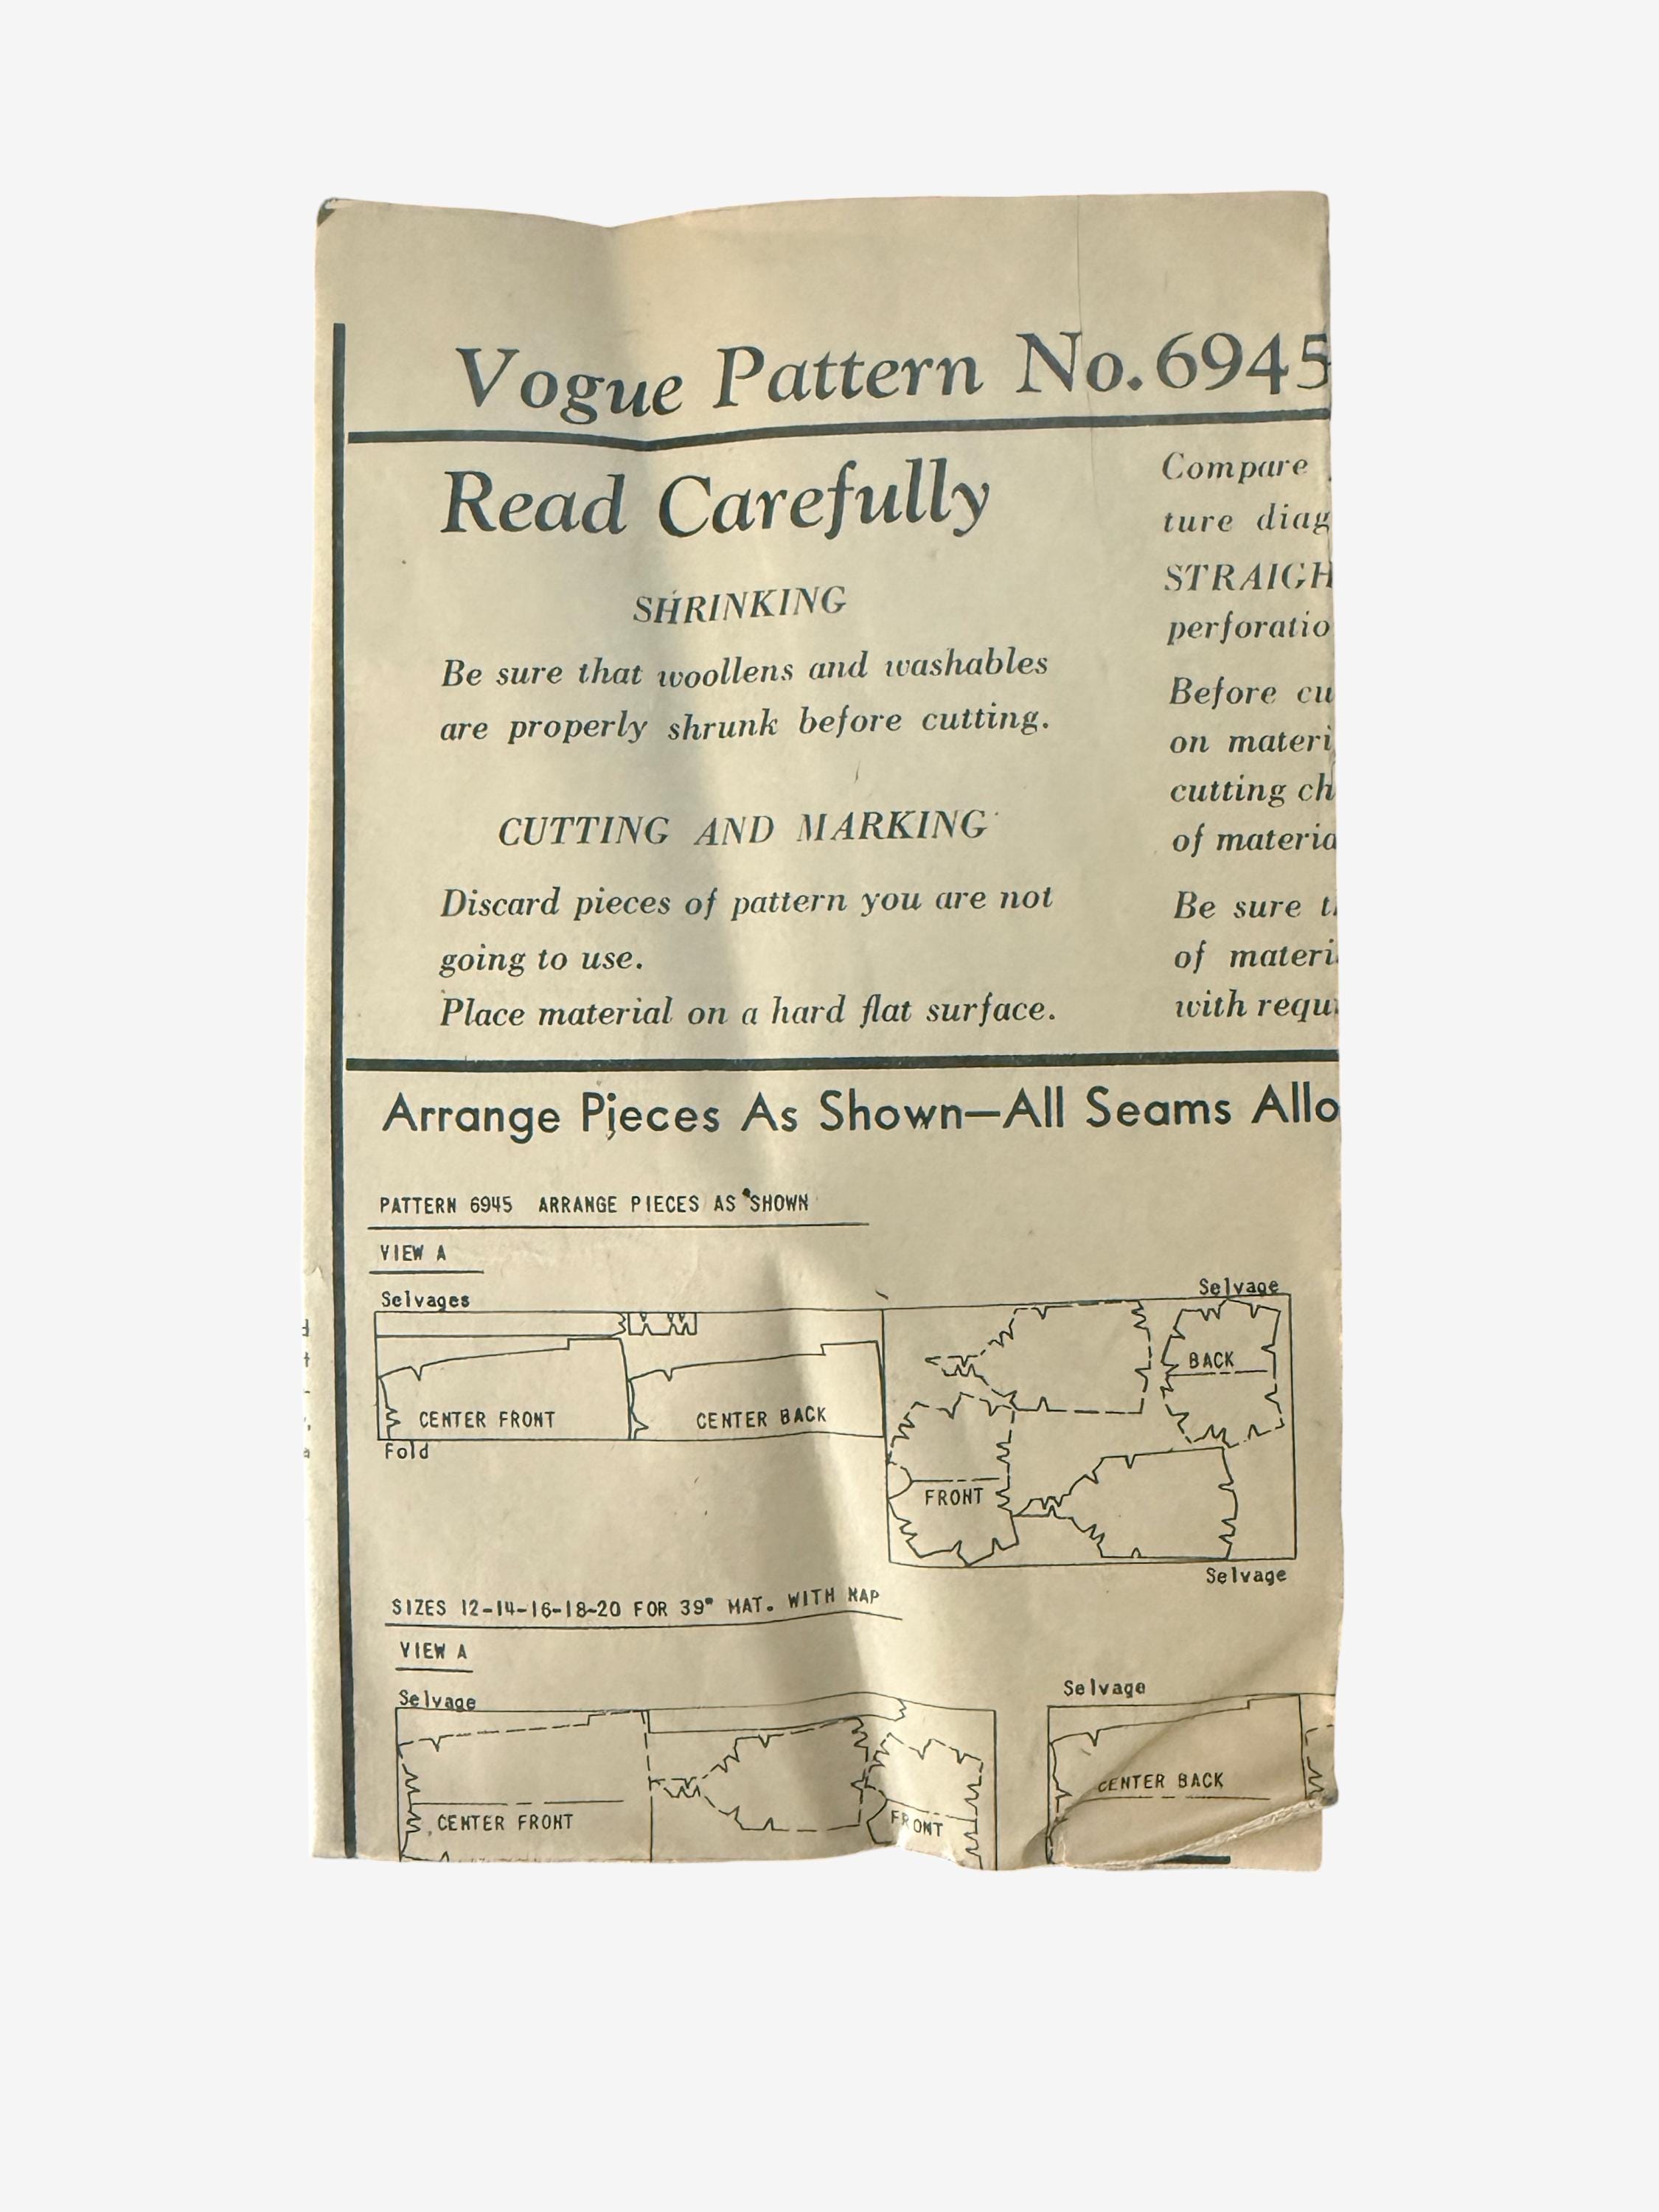 Vogue Pattern No. 6945
Read Carefully
SHRINKING
Be sure that woollens and washables
are properly shrunk before cutting.
CUTTING AND MARKING
Discard pieces of pattern you are not
going to use.
Place material on a hard flat surface.
Compare
ture diag
STRAIGH
perforatio
Before cu
on materi
cutting ch
of materia
Be sure t
of materi
with requ
Arrange Pieces As Shown—All Seams Allo
PATTERN 6945 ARRANGE PIECES AS SHOWN
VIEW A
Selvages
CENTER FRONT
CENTER BACK
Fold
Selvage
BACK
FRONT
Selvage
SIZES 12-14-16-18-20 FOR 39" MAT. WITH NAP
VIEW A
Selvage
CENTER FRONT
FRONT
Selvage
CENTER BACK